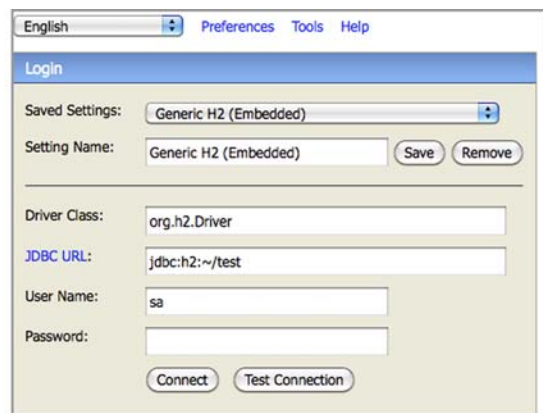 English Preferences Tools Help
Login
Saved Settings: Generic H2 (Embedded)
Setting Name: Generic H2 (Embedded) Save Remove
Driver Class: org.h2.Driver
JDBC URL: jdbc:h2:~/test
User Name: sa
Password:
Connect Test Connection